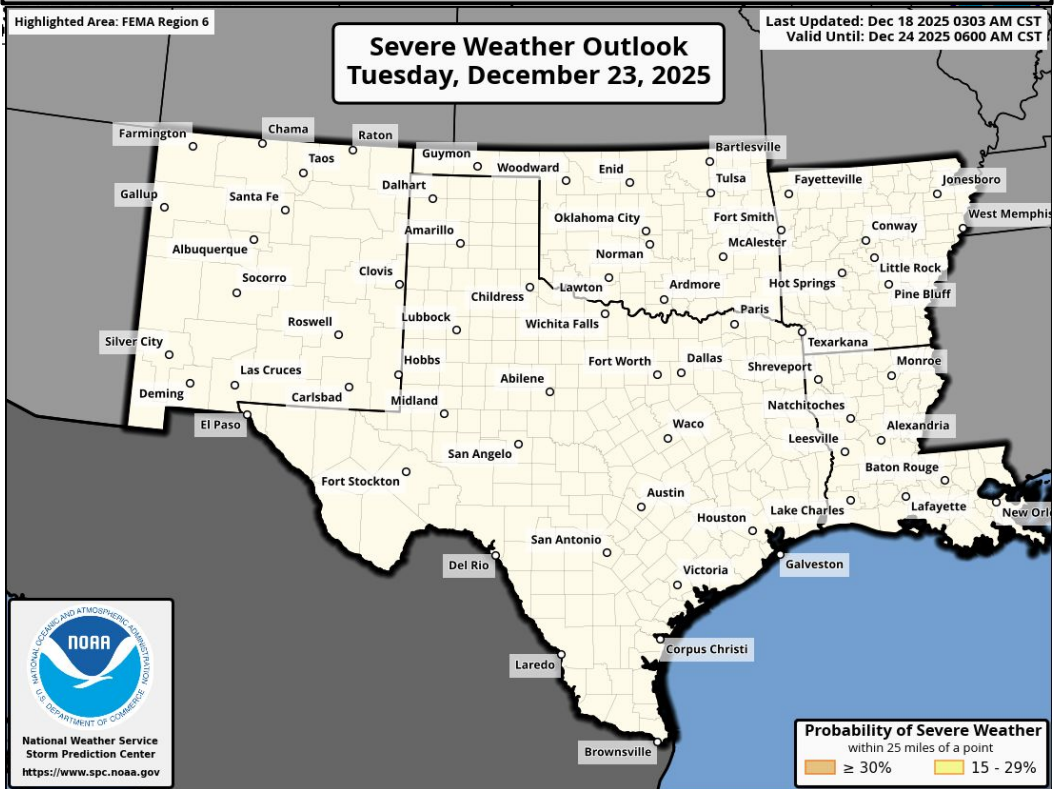 Highlighted Area: FEMA Region 6
Last Updated: Dec 18 2025 0303 AM CST
Valid Until: Dec 24 2025 0600 AM CST
Severe Weather Outlook
Tuesday, December 23, 2025
Farmington
Chama
Raton
Taos
Guymon
Woodward
Enid
Bartlesville
Tulsa
Fayetteville
Jonesboro
Gallup
Santa Fe
Dalhart
Oklahoma City
Fort Smith
West Memphis
Albuquerque
Amarillo
Norman
McAlester
Conway
Socorro
Clovis
Childress
Lawton
Ardmore
Hot Springs
Little Rock
Pine Bluff
Roswell
Lubbock
Wichita Falls
Paris
Texarkana
Silver City
Las Cruces
Hobbs
Fort Worth
Dallas
Shreveport
Monroe
Deming
Carlsbad
Midland
Abilene
Natchitoches
El Paso
San Angelo
Waco
Leesville
Alexandria
Fort Stockton
Austin
Baton Rouge
Houston
Lake Charles
Lafayette
New Orl
Del Rio
San Antonio
Victoria
Galveston
Laredo
Corpus Christi
Brownsville
NATIONAL OCEANIC AND ATMOSPHERIC ADMINISTRATION
NOAA
U.S. DEPARTMENT OF COMMERCE
National Weather Service
Storm Prediction Center
https://www.spc.noaa.gov
Probability of Severe Weather
within 25 miles of a point
≥ 30%
15 - 29%